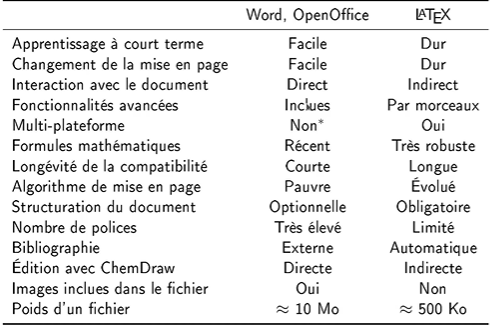 Word, OpenOffice LATEX
Apprentissage à court terme Facile Dur
Changement de la mise en page Facile Dur
Interaction avec le document Direct Indirect
Fonctionnalités avancées Inclues Par morceaux
Multi-plateforme Non* Oui
Formules mathématiques Récent Très robuste
Longévité de la compatibilité Courte Longue
Algorithme de mise en page Pauvre Évolué
Structuration du document Optionnelle Obligatoire
Nombre de polices Très élevé Limité
Bibliographie Externe Automatique
Édition avec ChemDraw Directe Indirecte
Images inclues dans le fichier Oui Non
Poids d'un fichier ≈ 10 Mo ≈ 500 Ko